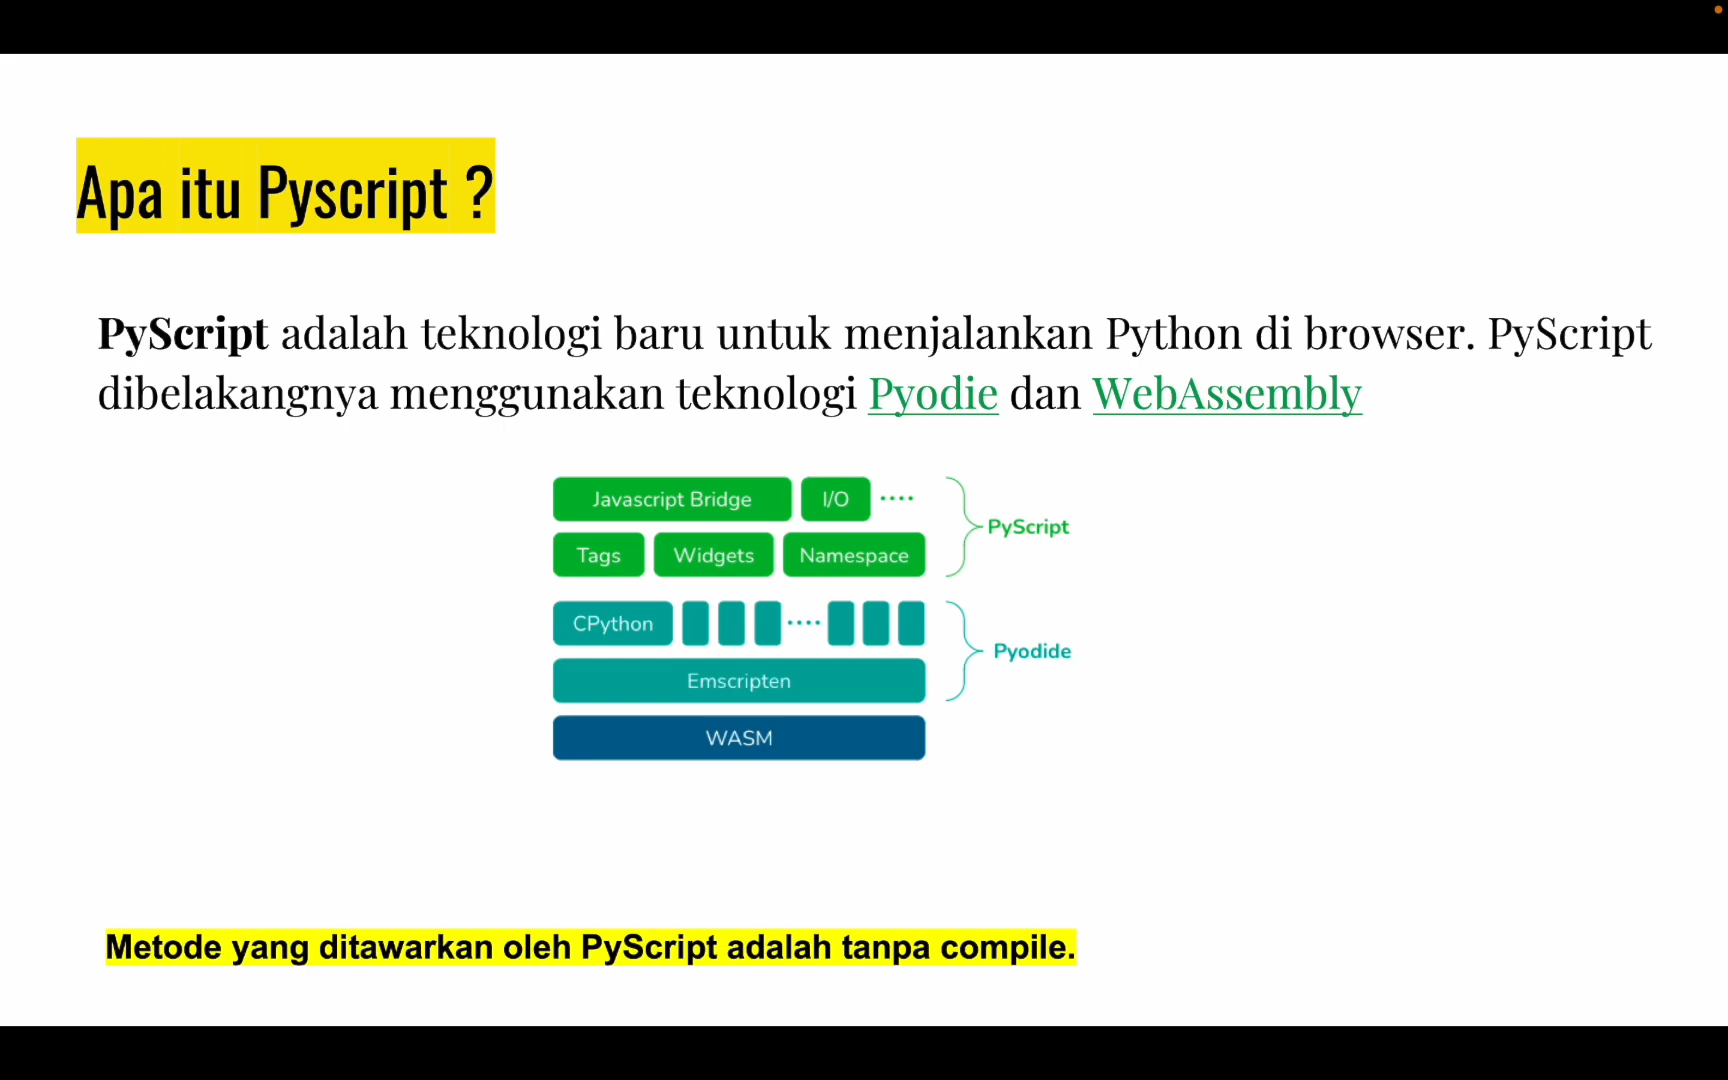 Apa itu Pyscript ?
PyScript adalah teknologi baru untuk menjalankan Python di browser. PyScript
dibelakangnya menggunakan teknologi Pyodie dan WebAssembly
Javascript Bridge I/O ....
PyScript
Tags Widgets Namespace
CPython ....
Pyodide
Emscripten
WASM
Metode yang ditawarkan oleh PyScript adalah tanpa compile.